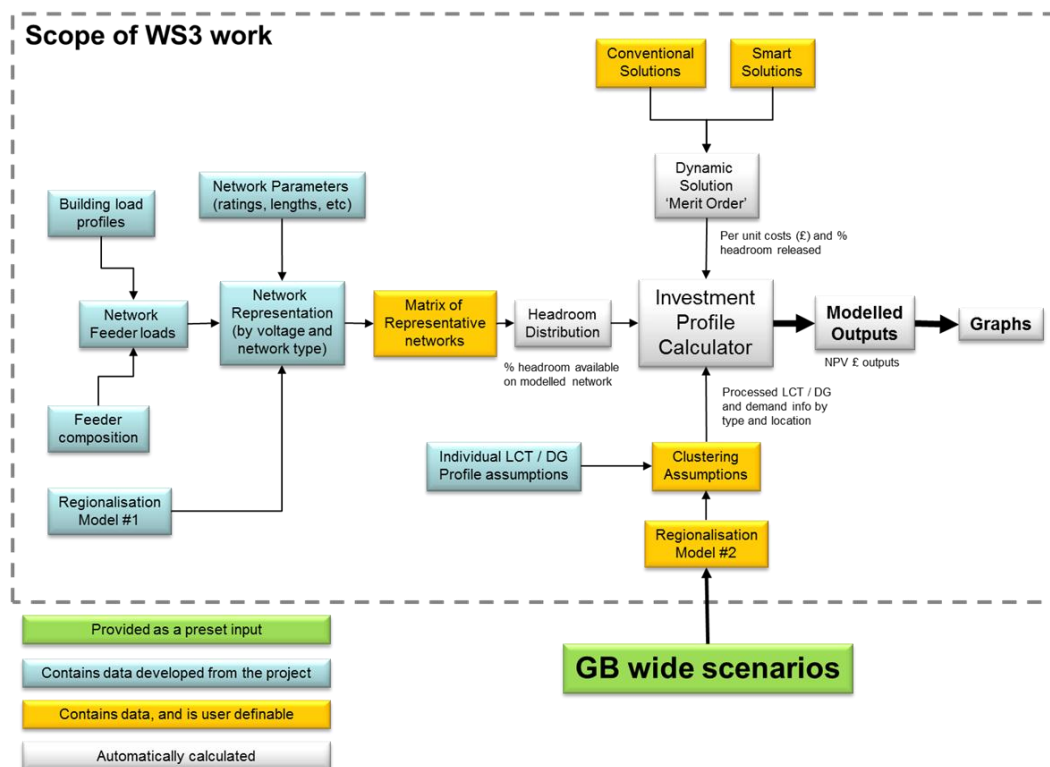 Scope of WS3 work
Conventional
Solutions
Smart
Solutions
Dynamic
Solution
‘Merit Order’
Per unit costs (£) and %
headroom released
Building load
profiles
Network Parameters
(ratings, lengths, etc)
Network
Feeder loads
Network
Representation
(by voltage and
network type)
Matrix of
Representative
networks
Headroom
Distribution
% headroom available
on modelled network
Investment
Profile
Calculator
Modelled
Outputs
NPV £ outputs
Graphs
Feeder
composition
Regionalisation
Model #1
Processed LCT / DG
and demand info by
type and location
Individual LCT / DG
Profile assumptions
Clustering
Assumptions
Regionalisation
Model #2
GB wide scenarios
Provided as a preset input
Contains data developed from the project
Contains data, and is user definable
Automatically calculated